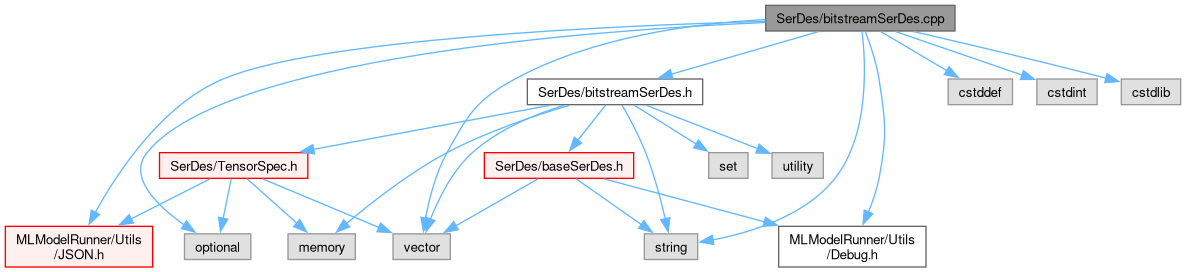 SerDes/bitstreamSerDes.cpp
SerDes/bitstreamSerDes.h
cstddef
cstdint
cstdlib
SerDes/TensorSpec.h
SerDes/baseSerDes.h
set
utility
MLModelRunner/Utils
/JSON.h
optional
memory
vector
string
MLModelRunner/Utils
/Debug.h